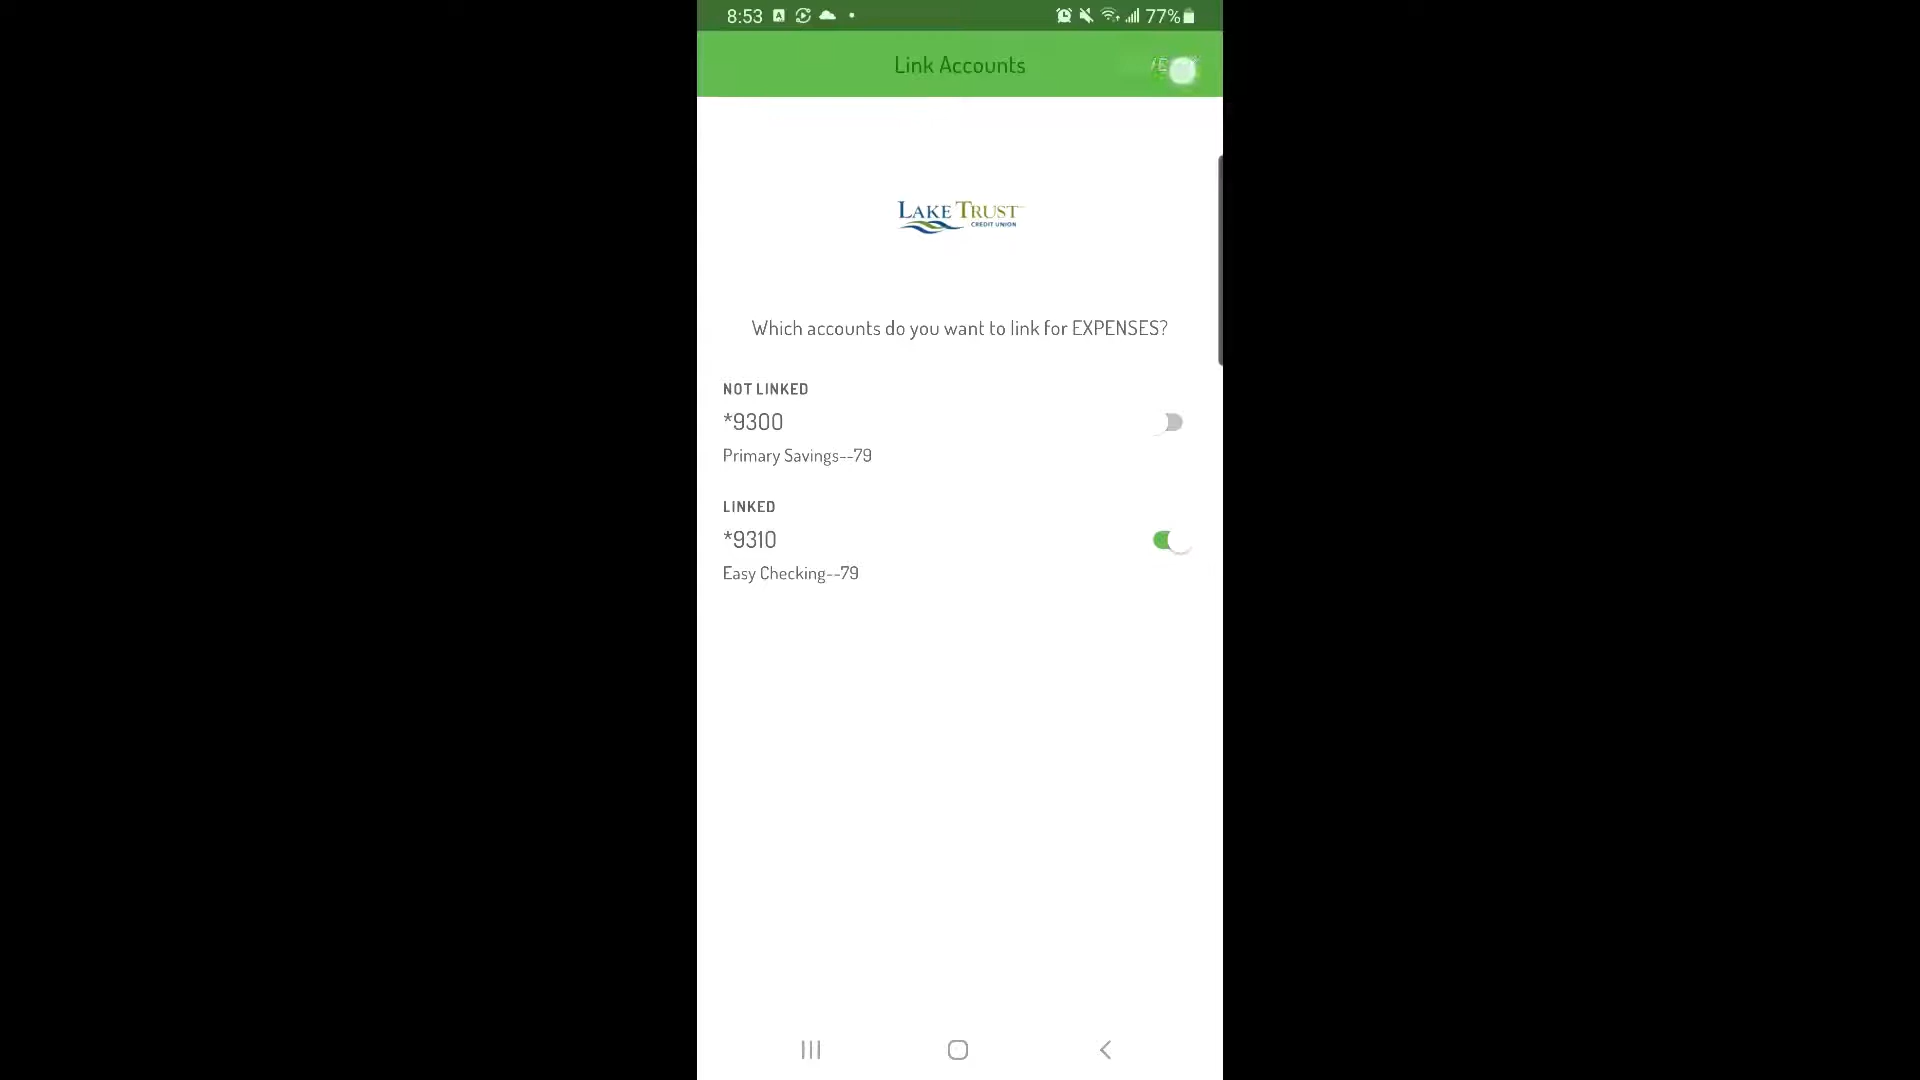 8:53 77%
Link Accounts
LAKE TRUST
CREDIT UNION
Which accounts do you want to link for EXPENSES?
NOT LINKED
*9300
Primary Savings--79
LINKED
*9310
Easy Checking--79